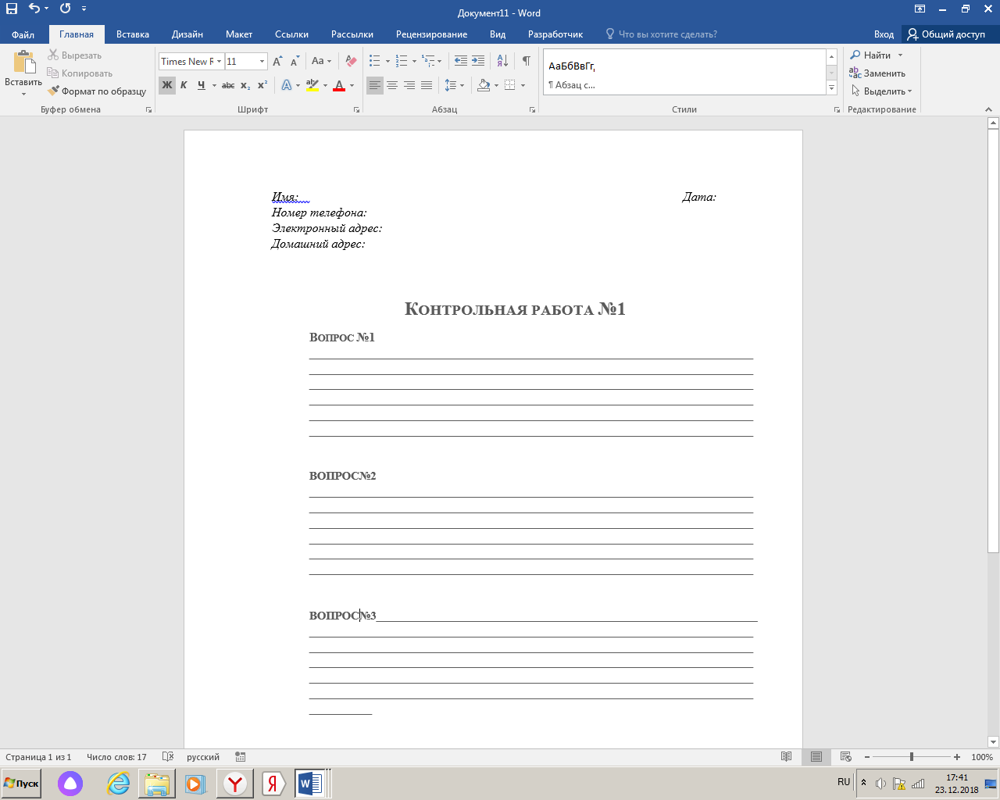 Документ11 - Word
Файл Главная Вставка Дизайн Макет Ссылки Рассылки Рецензирование Вид Разработчик Что вы хотите сделать? Вход Общий доступ
Вставить
Вырезать
Копировать
Формат по образцу
Буфер обмена
Times New F 11
Aa
Ж К Ч abc x₂ x² A aby A
Шрифт
Абзац
АаБбВвГг,
¶ Абзац с...
Стили
Найти
Заменить
Выделить
Редактирование
Имя: Дата:
Номер телефона:
Электронный адрес:
Домашний адрес:
Контрольная работа №1
Вопрос №1
ВОПРОС№2
ВОПРОС№3
Страница 1 из 1 Число слов: 17 русский 100%
Пуск RU 17:41
23.12.2018